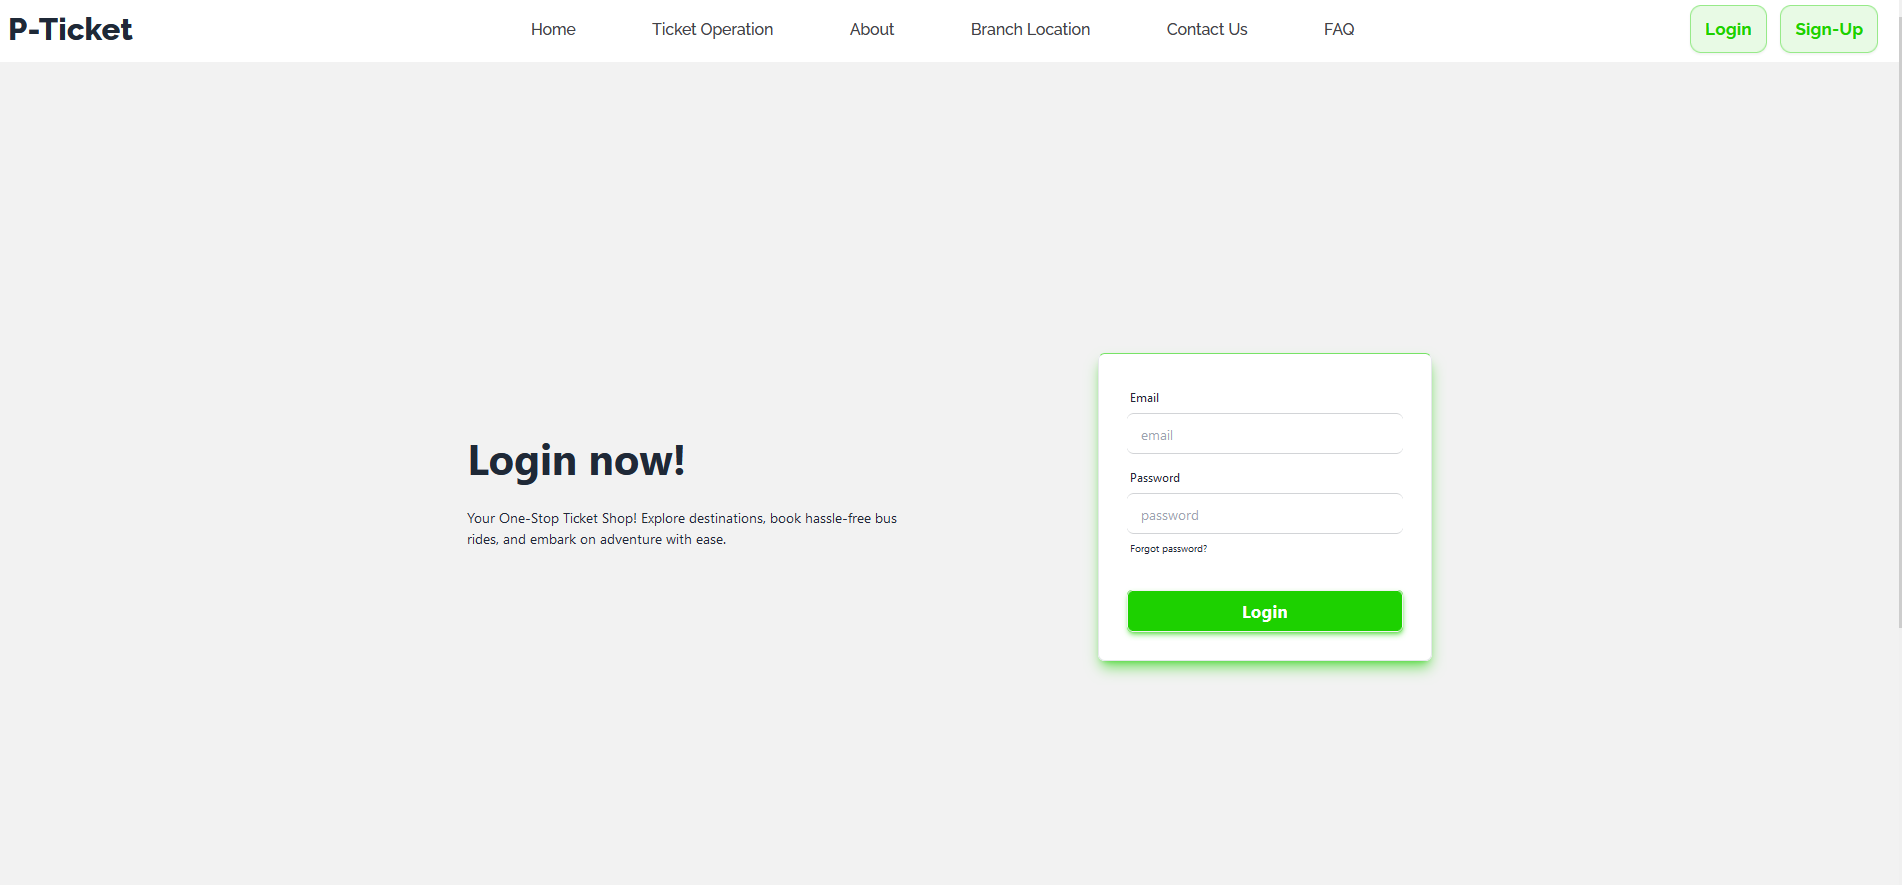 P-Ticket
Home
Ticket Operation
About
Branch Location
Contact Us
FAQ
Login
Sign-Up
Login now!
Your One-Stop Ticket Shop! Explore destinations, book hassle-free bus
rides, and embark on adventure with ease.
Email
email
Password
password
Forgot password?
Login